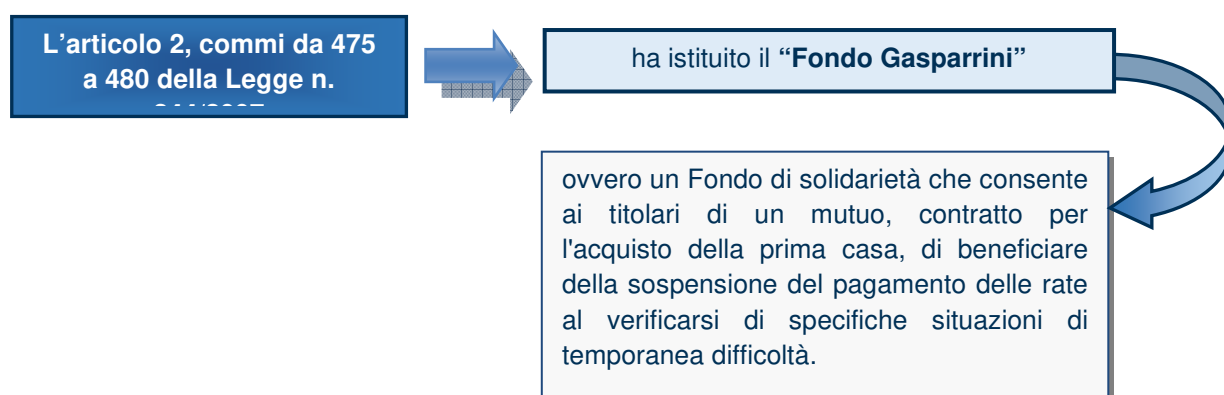 L'articolo 2, commi da 475
a 480 della Legge n.
ha istituito il "Fondo Gasparrini"
ovvero un Fondo di solidarietà che consente
ai titolari di un mutuo, contratto per
l'acquisto della prima casa, di beneficiare
della sospensione del pagamento delle rate
al verificarsi di specifiche situazioni di
temporanea difficoltà.